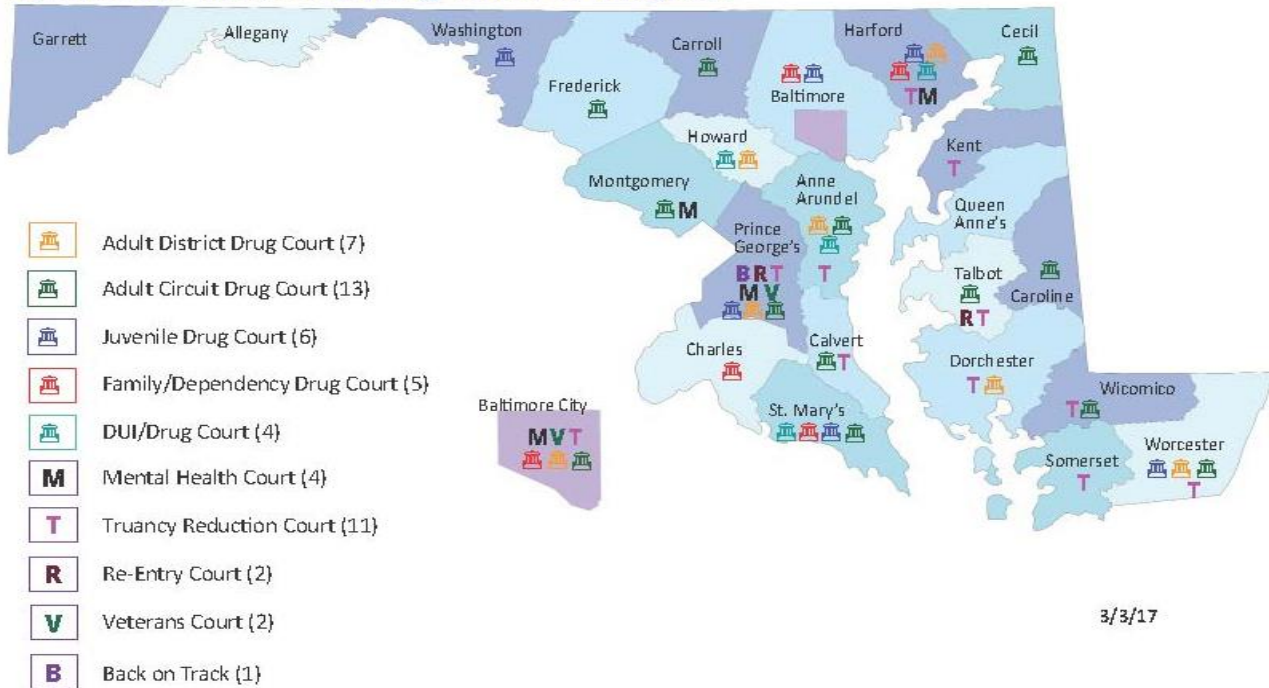 Garrett
Allegany
Washington
Carroll
Harford
Cecil
Frederick
Baltimore
TM
Howard
Kent
T
Montgomery
M
Anne
Arundel
T
Queen
Anne's
Prince
George's
BRT
M V
Talbot
R T
Caroline
Charles
Calvert
T
Dorchester
T
Wicomico
T
Baltimore City
MVT
St. Mary's
Somerset
T
Worcester
T
Adult District Drug Court (7)
Adult Circuit Drug Court (13)
Juvenile Drug Court (6)
Family/Dependency Drug Court (5)
DUI/Drug Court (4)
M Mental Health Court (4)
T Truancy Reduction Court (11)
R Re-Entry Court (2)
V Veterans Court (2)
B Back on Track (1)
3/3/17